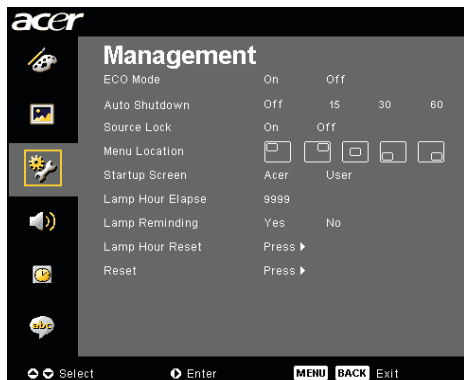 acer
Management
ECO Mode On Off
Auto Shutdown Off 15 30 60
Source Lock On Off
Menu Location
Startup Screen Acer User
Lamp Hour Elapse 9999
Lamp Reminding Yes No
Lamp Hour Reset Press
Reset Press
abc
Select Enter MENU BACK Exit